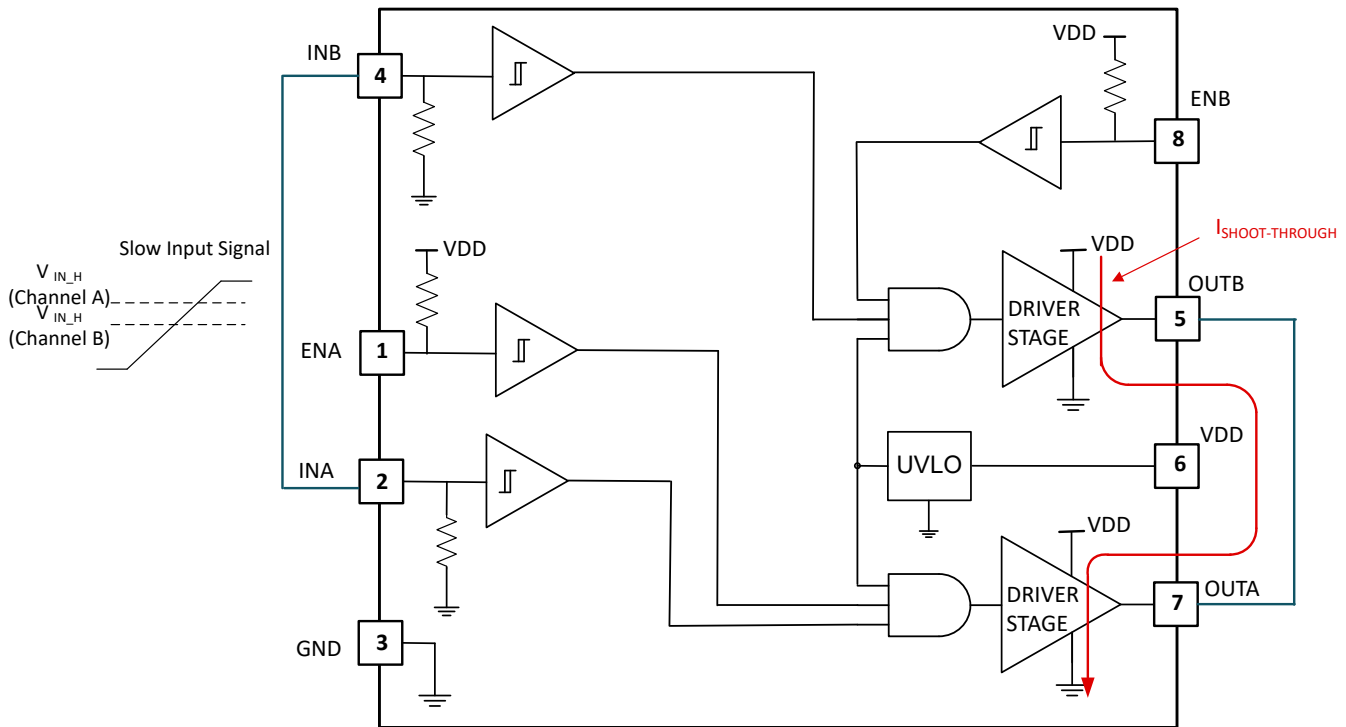 INB
4
VDD
ENB
8
Slow Input Signal
V IN_H
(Channel A)
V IN_H
(Channel B)
VDD
ENA
1
VDD
ISHOOT-THROUGH
DRIVER
STAGE
OUTB
5
INA
2
UVLO
VDD
6
VDD
DRIVER
STAGE
OUTA
7
GND
3